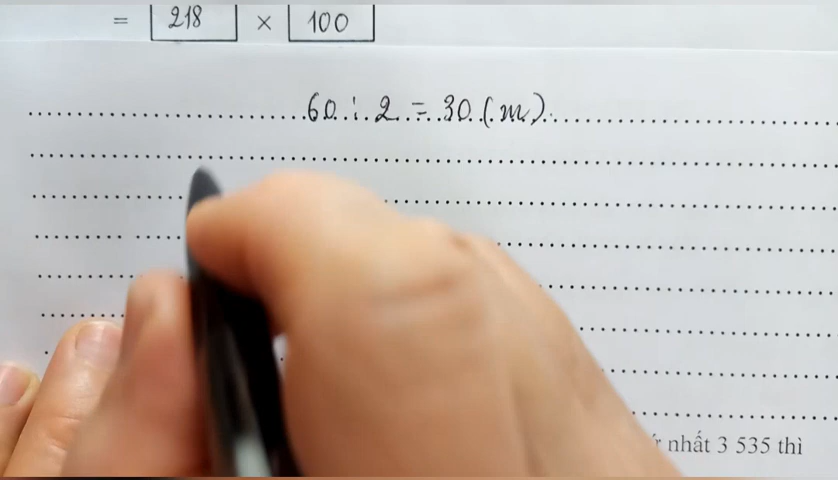 = 218 × 100
60 : 2 = 30 (m)
nhất 3 535 thì